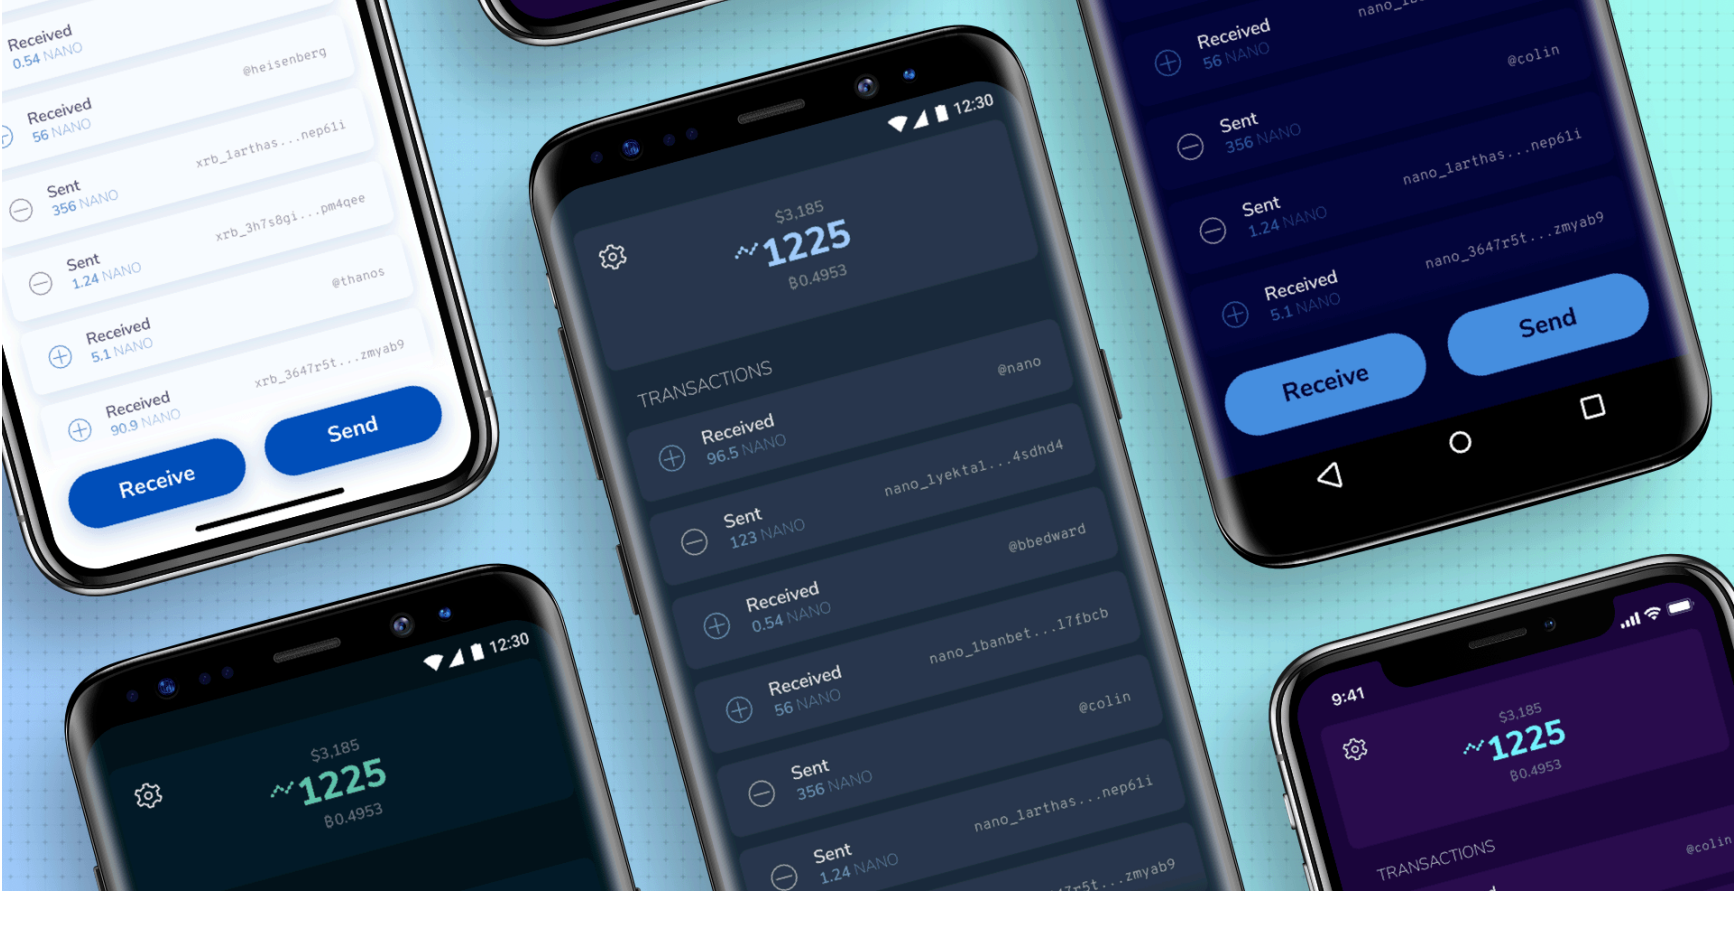 Received
0.54 NANO
@heisenberg
Received
56 NANO
xrb_1arthas...nep61i
Sent
356 NANO
xrb_3h7s8gi...pm4qee
Sent
1.24 NANO
@thanos
Received
5.1 NANO
xrb_3647r5t...zmyab9
Received
90.9 NANO
Receive
Send
12:30
$3,185
1225
₿0.4953
TRANSACTIONS
@nano
Received
96.5 NANO
nano_1yekta1...4sdhd4
Sent
123 NANO
@bbedward
Received
0.54 NANO
nano_1banbet...17fbcb
Received
56 NANO
@colin
Sent
356 NANO
nano_1arthas...nep61i
Sent
1.24 NANO
Received
56 NANO
@colin
Sent
356 NANO
nano_1arthas...nep61i
Sent
1.24 NANO
nano_3647r5t...zmyab9
Received
5.1 NANO
Receive
Send
12:30
$3,185
1225
₿0.4953
9:41
$3,185
1225
₿0.4953
TRANSACTIONS
@colin